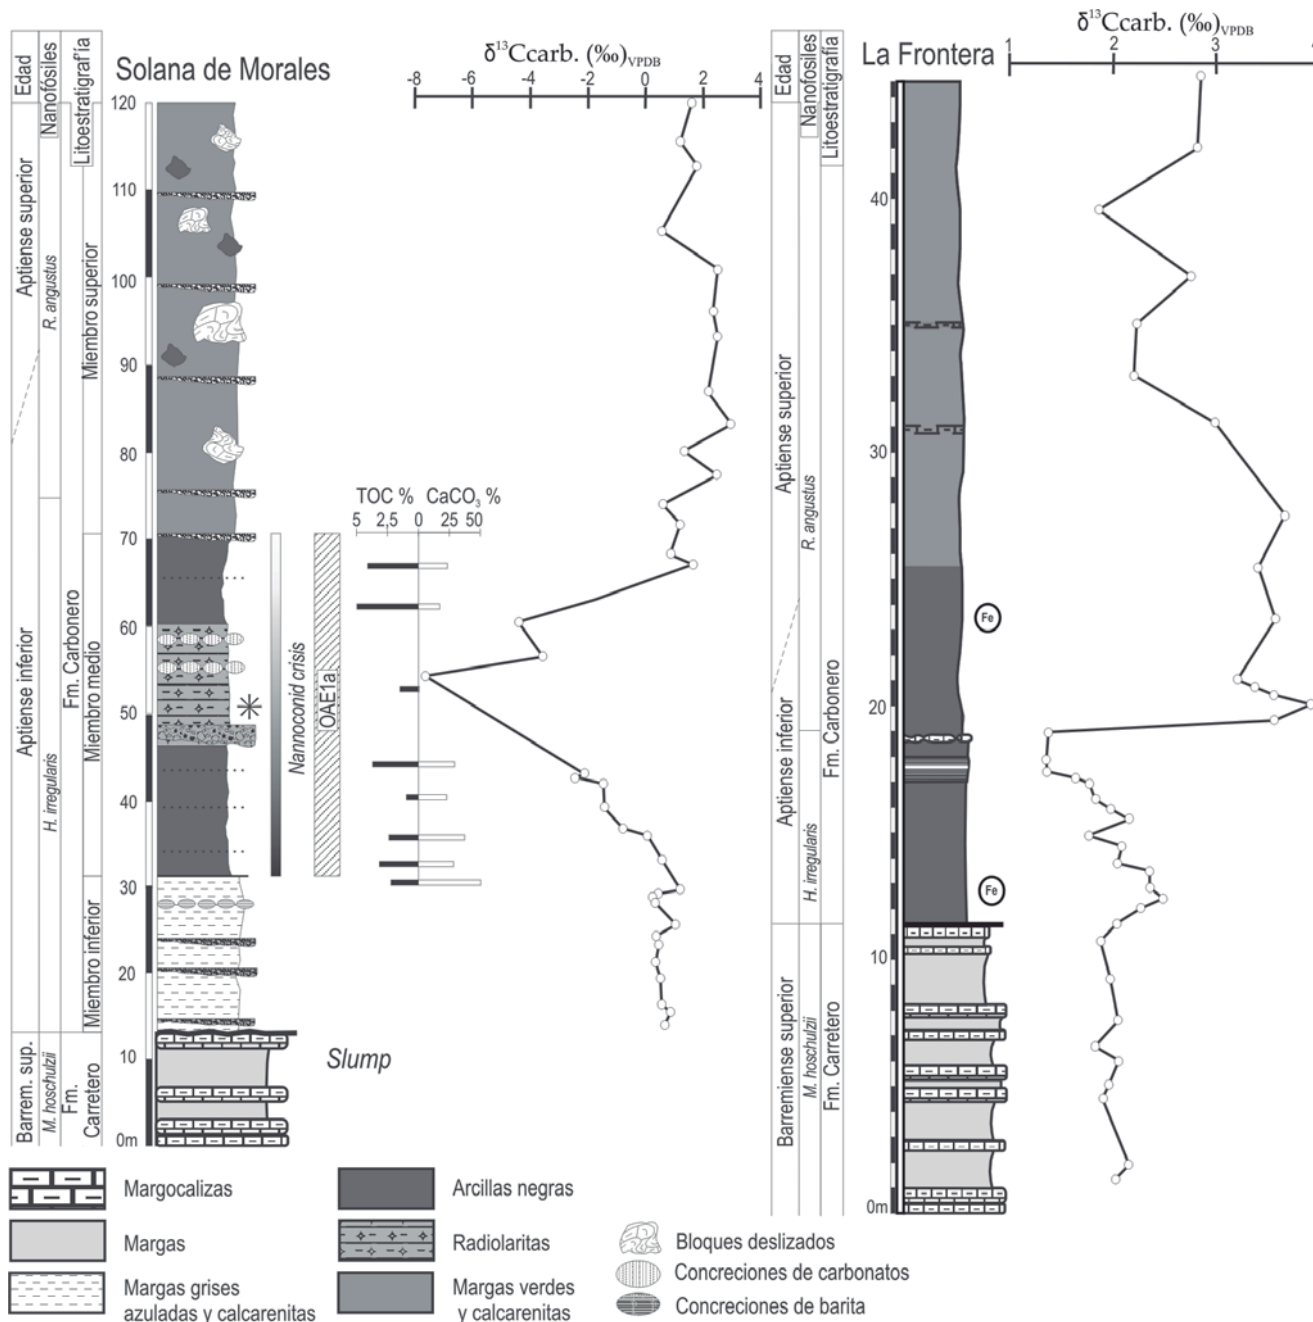 Edad
Nanofósiles
Litoestratigraf'ía
Solana de Morales
δ¹³Ccarb. (‰)VPDB
-8 -6 -4 -2 0 2 4
120
110
100
90
80
70
60
50
40
30
20
10
0m
Aptiense superior
Aptiense inferior
Barrem. sup.
R. angustus
H. irregularis
M. hoschulzii
Fm. Carbonero
Fm.
Carretero
Miembro superior
Miembro medio
Miembro inferior
TOC % CaCO₃ %
5 2,5 0 25 50
Nannoconid crisis
OAE1a
Slump
Edad
Nanofósiles
Litoestratigrafía
La Frontera
δ¹³Ccarb. (‰)VPDB
1 2 3 4
40
30
20
10
0m
Aptiense superior
Aptiense inferior
Barremiense superior
R. angustus
H. irregularis
M. hoschulzii
Fm. Carbonero
Fm. Carretero
Fe
Fe
Margocalizas
Margas
Margas grises
azuladas y calcarenitas
Arcillas negras
Radiolaritas
Margas verdes
y calcarenitas
Bloques deslizados
Concreciones de carbonatos
Concreciones de barita